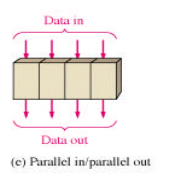 Data in
Data out
(e) Parallel in/parallel out